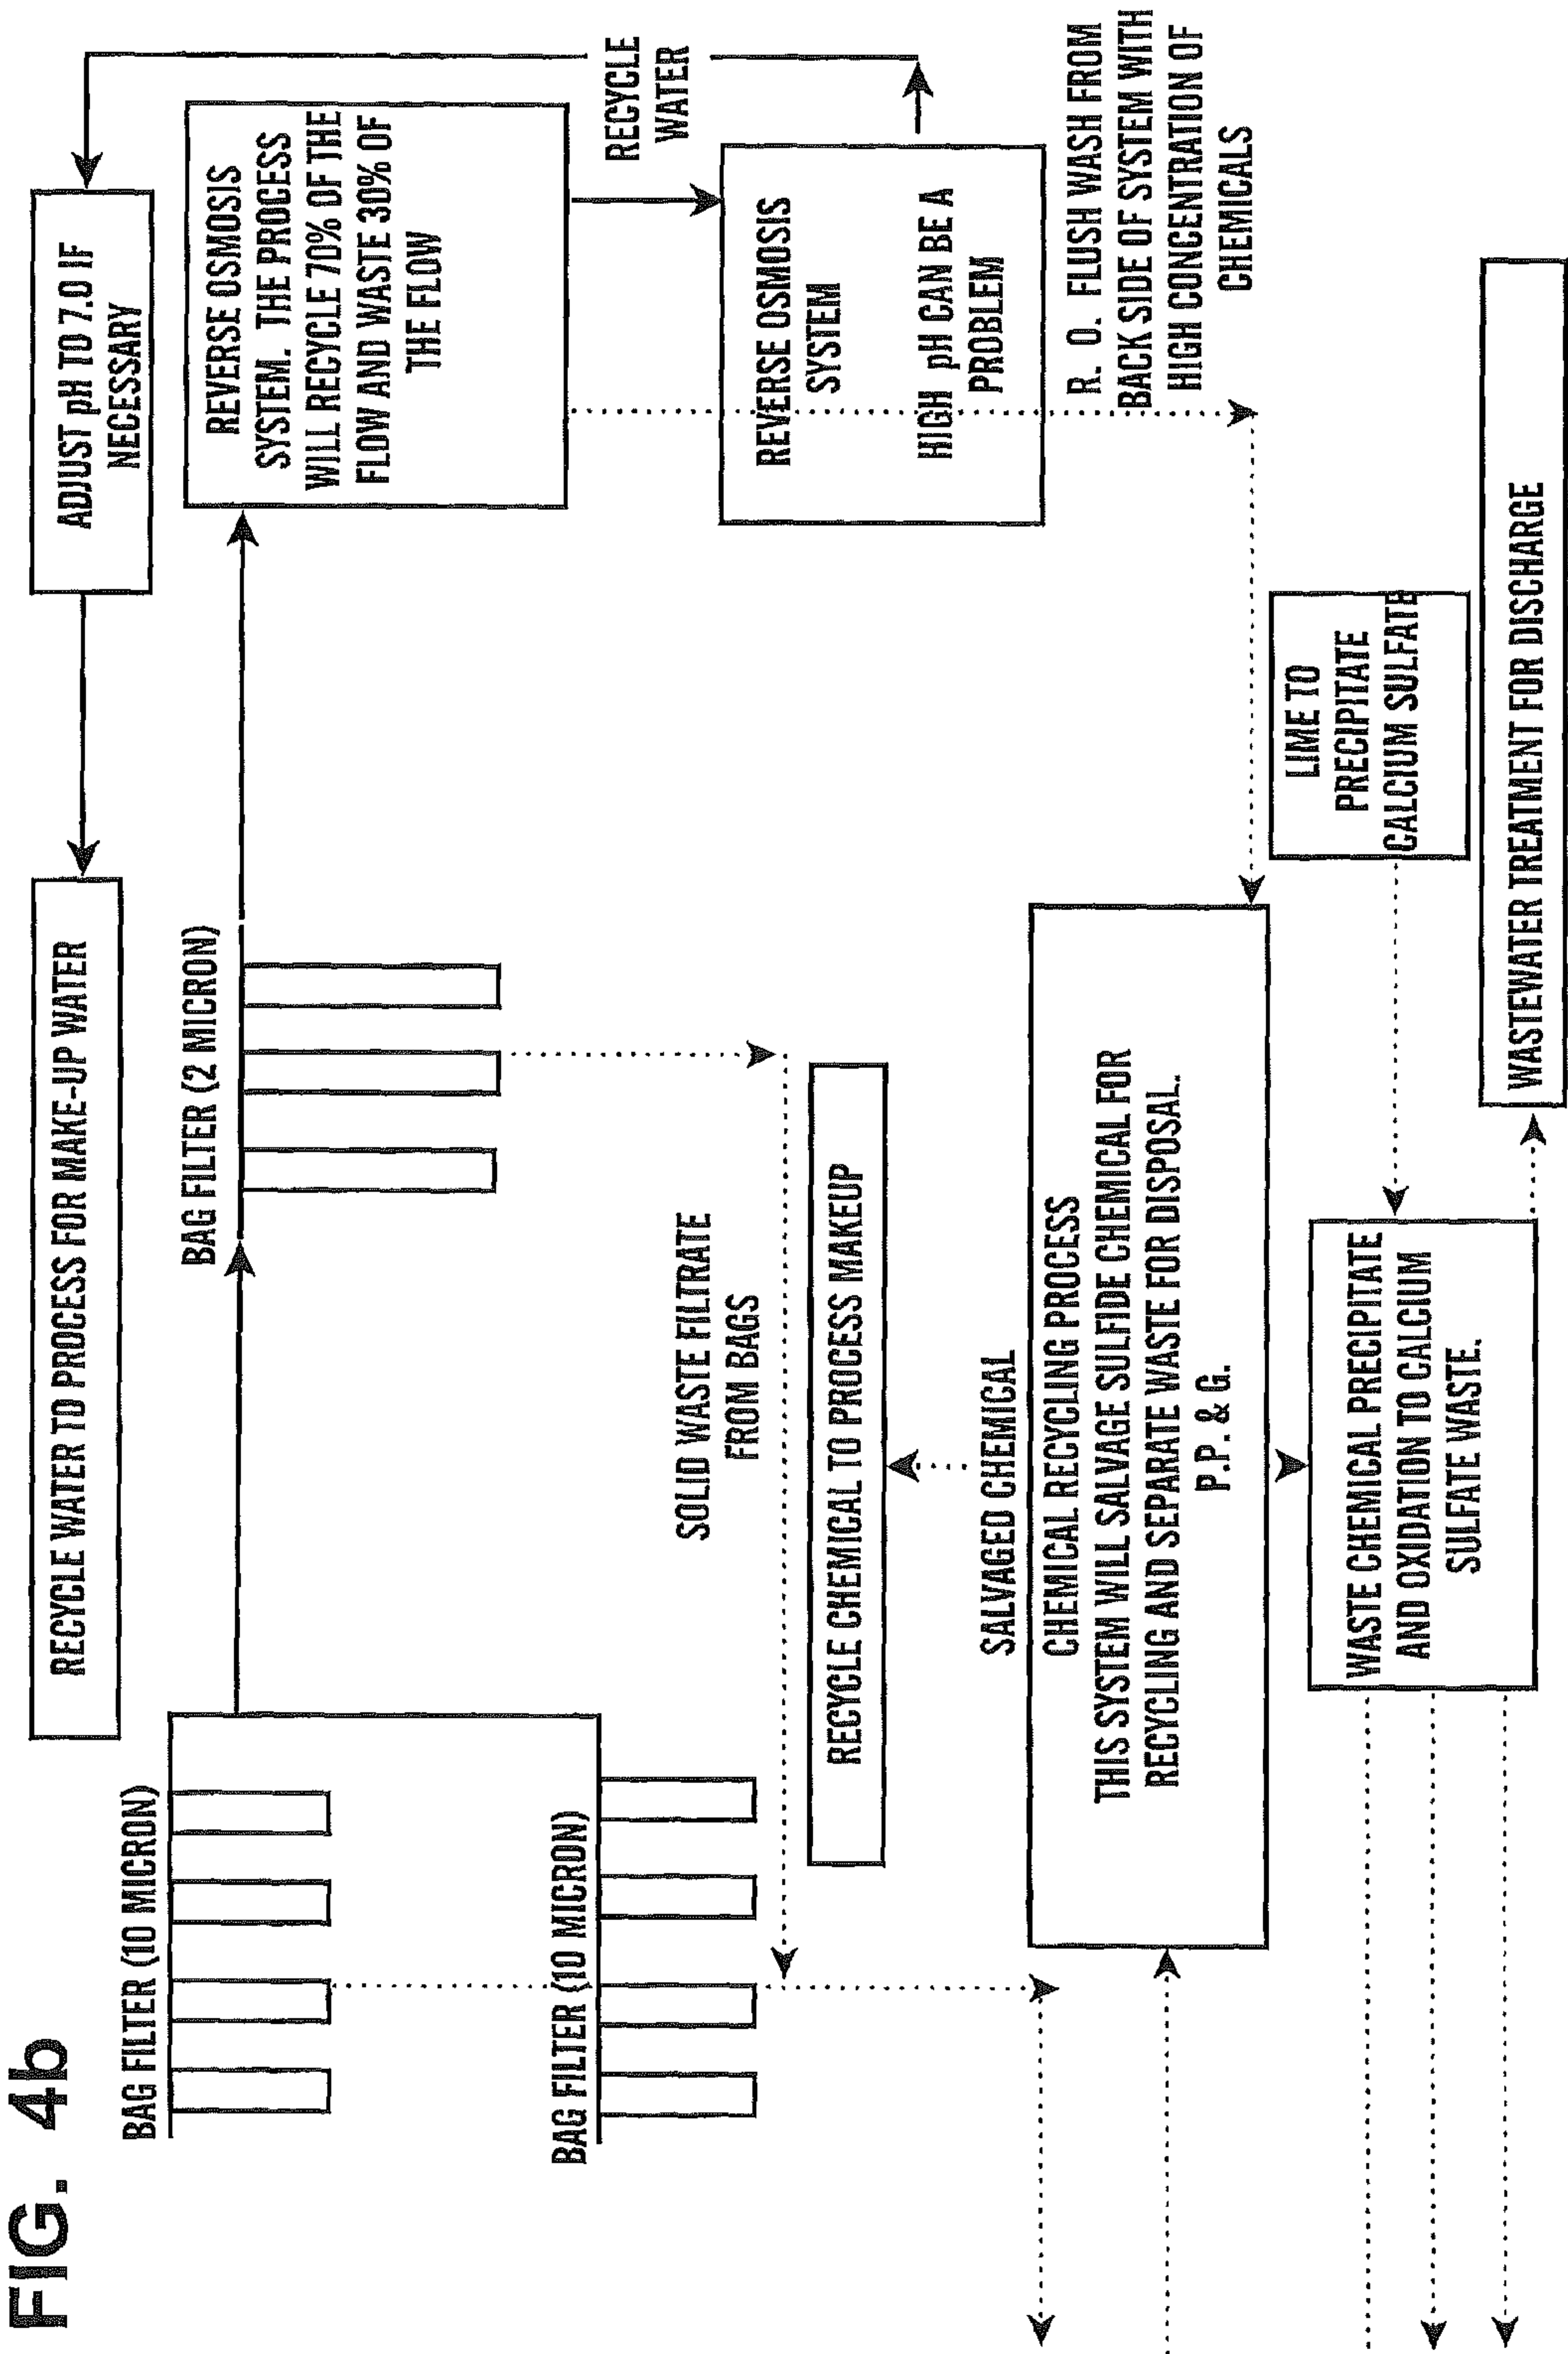 FIG. 4b
RECYCLE WATER TO PROCESS FOR MAKE-UP WATER
ADJUST pH TO 7.0 IF
NECESSARY
BAG FILTER (10 MICRON)
BAG FILTER (2 MICRON)
REVERSE OSMOSIS
SYSTEM. THE PROCESS
WILL RECYCLE 70% OF THE
FLOW AND WASTE 30% OF
THE FLOW
BAG FILTER (10 MICRON)
RECYCLE
WATER
SOLID WASTE FILTRATE
FROM BAGS
REVERSE OSMOSIS
SYSTEM
HIGH pH CAN BE A
PROBLEM
RECYCLE CHEMICAL TO PROCESS MAKEUP
SALVAGED CHEMICAL
R. O. FLUSH WASH FROM
BACK SIDE OF SYSTEM WITH
HIGH CONCENTRATION OF
CHEMICALS
CHEMICAL RECYCLING PROCESS
THIS SYSTEM WILL SALVAGE SULFIDE CHEMICAL FOR
RECYCLING AND SEPARATE WASTE FOR DISPOSAL.
P.P. & G.
LIME TO
PRECIPITATE
CALCIUM SULFATE
WASTE CHEMICAL PRECIPITATE
AND OXIDATION TO CALCIUM
SULFATE WASTE.
WASTEWATER TREATMENT FOR DISCHARGE